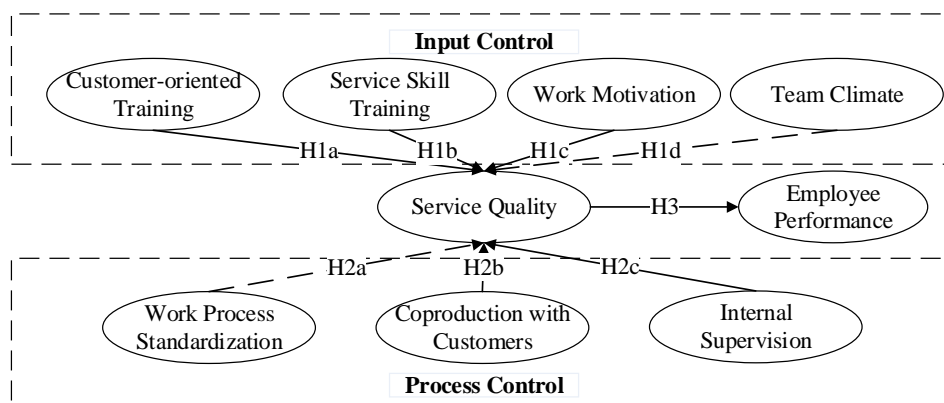 Input Control
Customer-oriented
Training
Service Skill
Training
Work Motivation
Team Climate
H1a
H1b
H1c
H1d
Service Quality
H3
Employee
Performance
H2a
H2b
H2c
Work Process
Standardization
Coproduction with
Customers
Internal
Supervision
Process Control